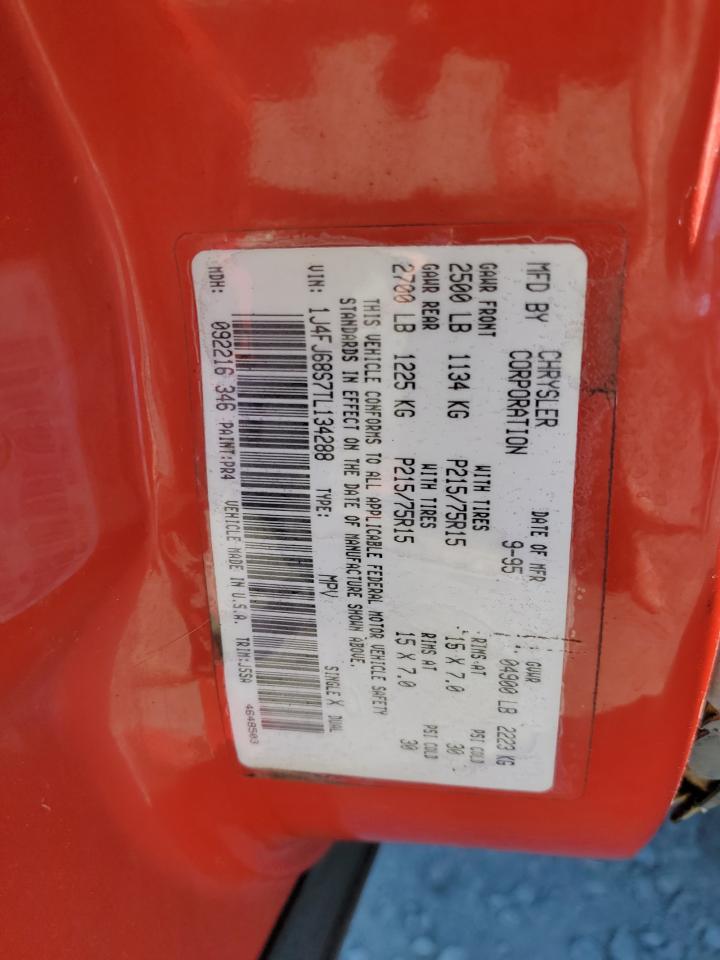 MFD BY CHRYSLER CORPORATION DATE OF MFR 9-95 GVWR 04900 LB 2223 KG
GAWR FRONT WITH TIRES RIMS AT PSI COLD
2500 LB 1134 KG P215/75R15 15 X 7.0 30
GAWR REAR WITH TIRES RIMS AT PSI COLD
2700 LB 1225 KG P215/75R15 15 X 7.0 30
THIS VEHICLE CONFORMS TO ALL APPLICABLE FEDERAL MOTOR VEHICLE SAFETY
STANDARDS IN EFFECT ON THE DATE OF MANUFACTURE SHOWN ABOVE.
VIN: 1J4FJ68S7TL134288 TYPE: MPV SINGLE X DUAL
MDH: 092216 346 PAINT:PR4 VEHICLE MADE IN U.S.A. TRIM:J5SA 4648503